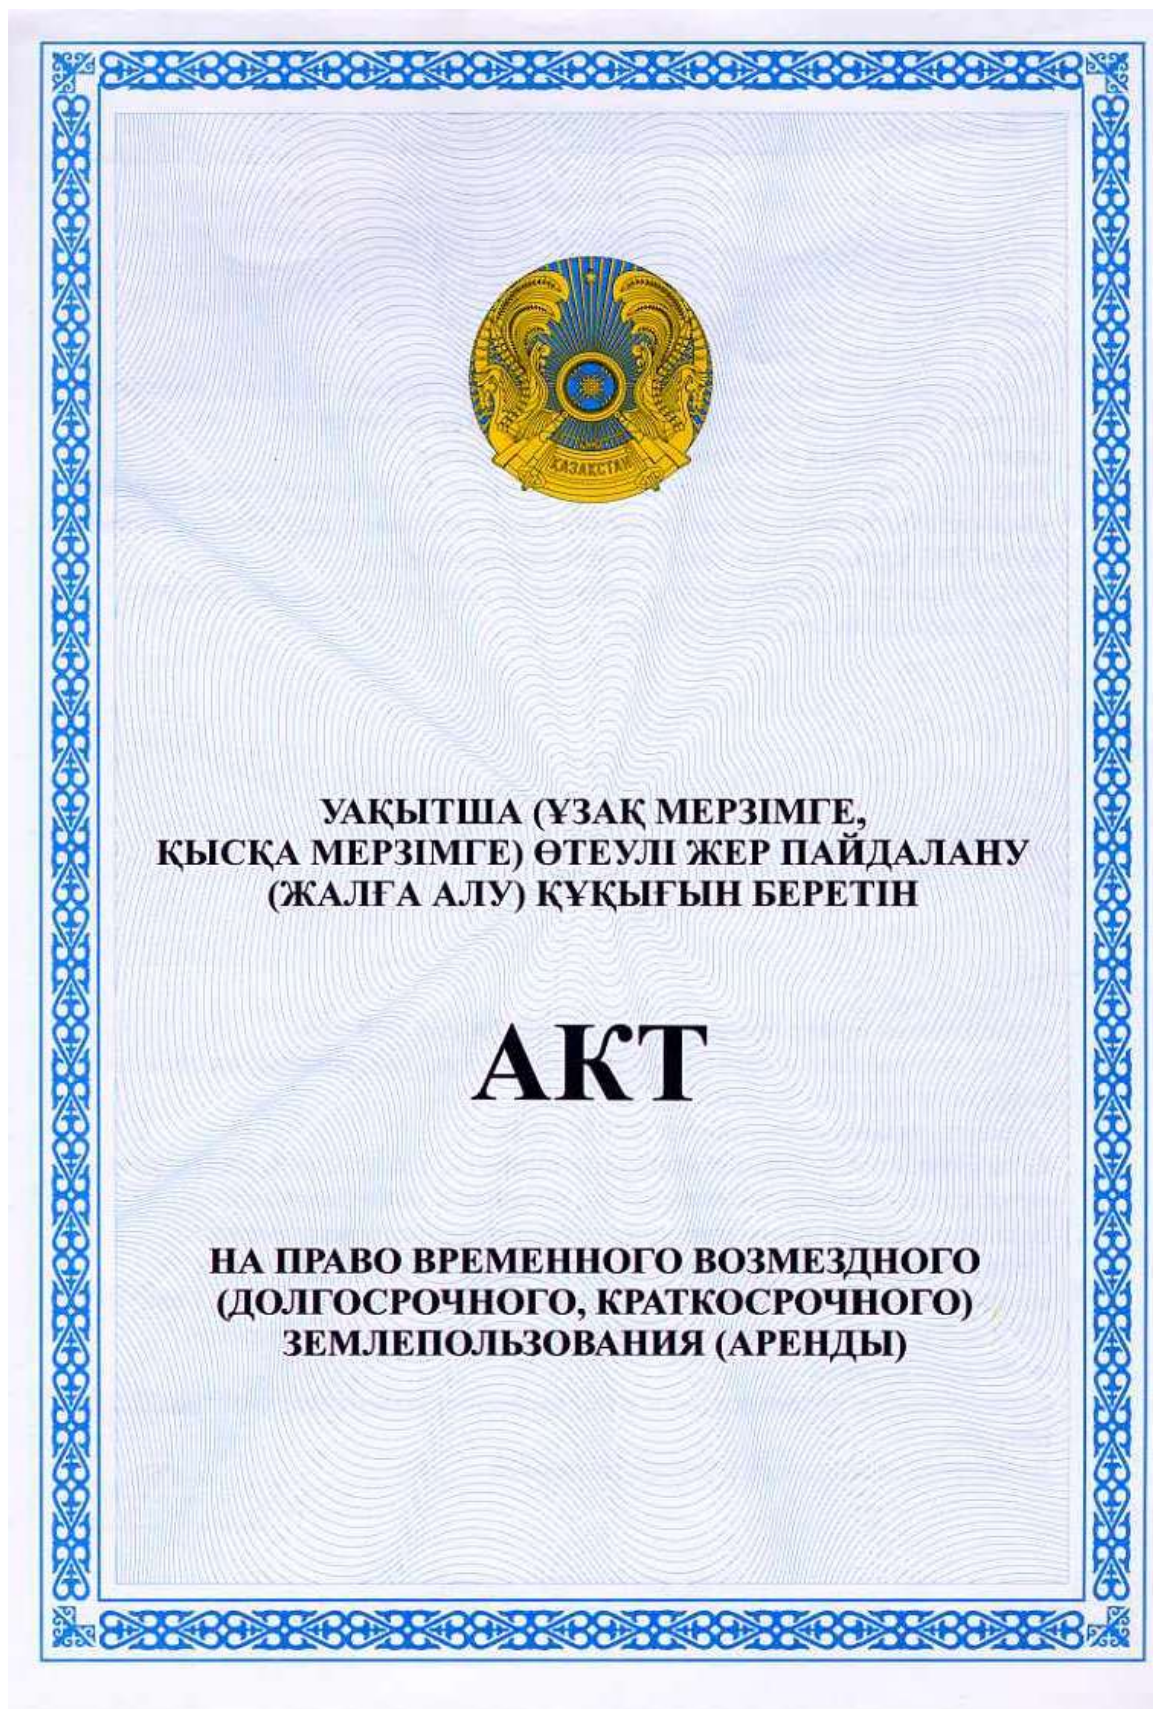 ҚАЗАҚСТАН
УАҚЫТША (ҰЗАҚ МЕРЗІМГЕ,
ҚЫСҚА МЕРЗІМГЕ) ӨТЕУЛІ ЖЕР ПАЙДАЛАНУ
(ЖАЛҒА АЛУ) ҚҰҚЫҒЫН БЕРЕТІН
АКТ
НА ПРАВО ВРЕМЕННОГО ВОЗМЕЗДНОГО
(ДОЛГОСРОЧНОГО, КРАТКОСРОЧНОГО)
ЗЕМЛЕПОЛЬЗОВАНИЯ (АРЕНДЫ)